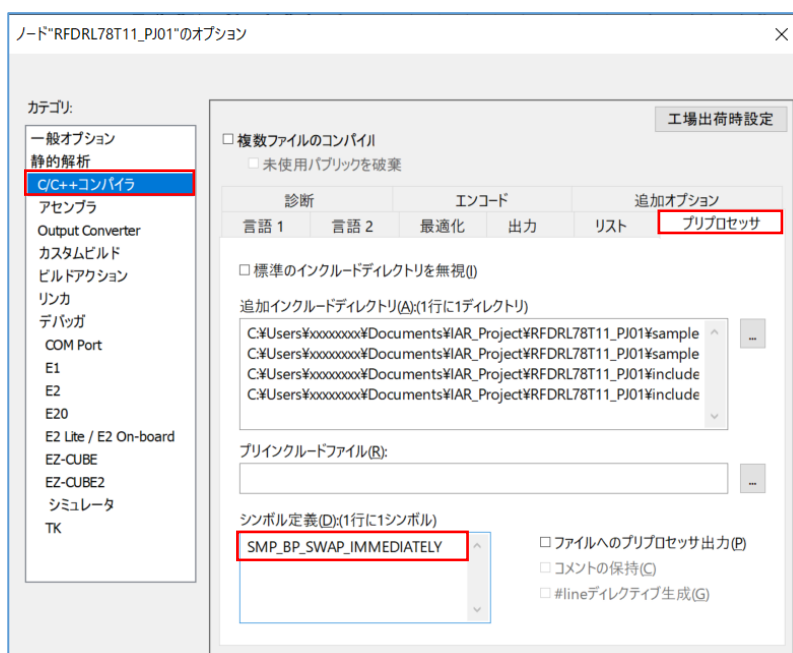 ノード"RFDRL78T11_PJ01"のオプション
カテゴリ:
一般オプション
静的解析
C/C++コンパイラ
アセンブラ
Output Converter
カスタムビルド
ビルドアクション
リンカ
デバッガ
COM Port
E1
E2
E20
E2 Lite / E2 On-board
EZ-CUBE
EZ-CUBE2
シミュレータ
TK
工場出荷時設定
複数ファイルのコンパイル
未使用パブリックを破棄
診断 エンコード 追加オプション
言語 1 言語 2 最適化 出力 リスト プリプロセッサ
標準のインクルードディレクトリを無視(I)
追加インクルードディレクトリ(A):(1行に1ディレクトリ)
C:¥Users¥xxxxxxxx¥Documents¥IAR_Project¥RFDRL78T11_PJ01¥sample
C:¥Users¥xxxxxxxx¥Documents¥IAR_Project¥RFDRL78T11_PJ01¥sample
C:¥Users¥xxxxxxxx¥Documents¥IAR_Project¥RFDRL78T11_PJ01¥include
C:¥Users¥xxxxxxxx¥Documents¥IAR_Project¥RFDRL78T11_PJ01¥include
...
プリインクルードファイル(R):
...
シンボル定義(D):(1行に1シンボル)
SMP_BP_SWAP_IMMEDIATELY
ファイルへのプリプロセッサ出力(P)
コメントの保持(C)
#lineディレクティブ生成(G)